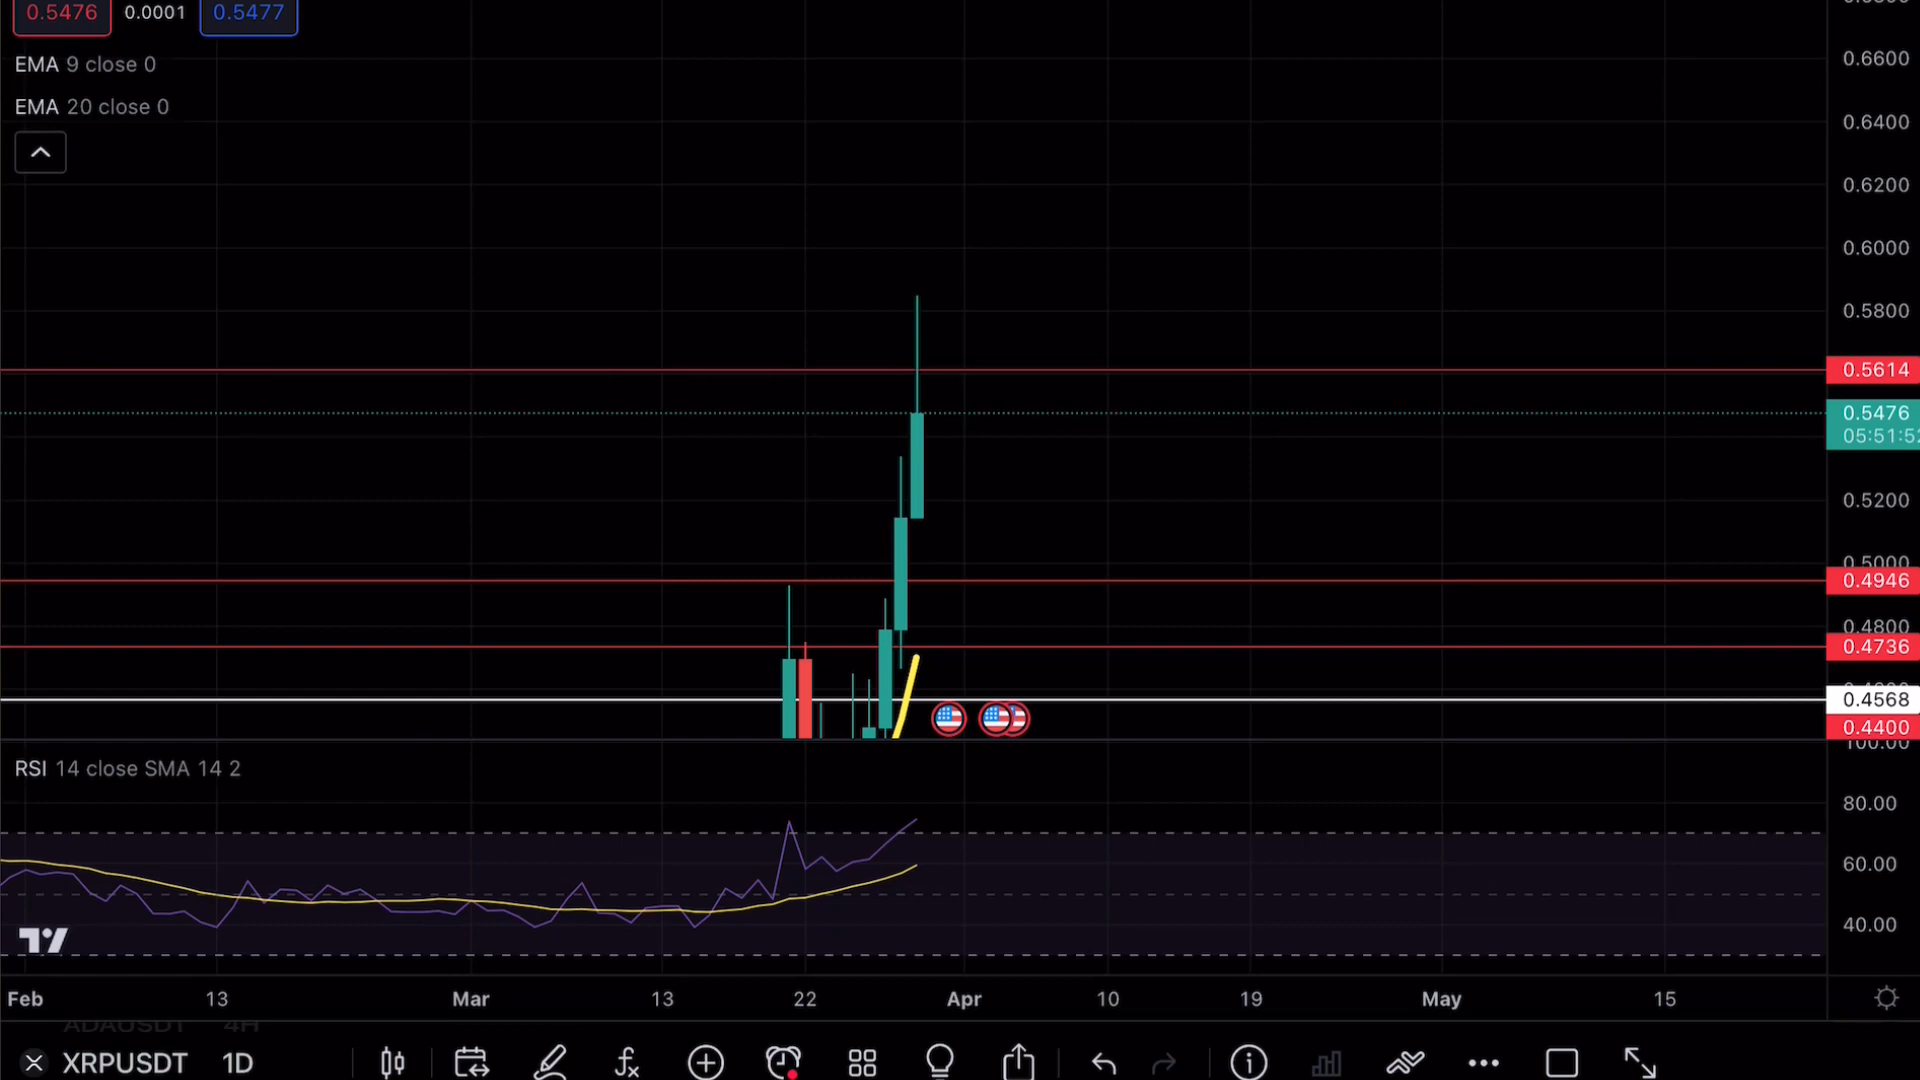 0.5476 0.0001 0.5477
EMA 9 close 0
EMA 20 close 0
0.6600
0.6400
0.6200
0.6000
0.5800
0.5614
0.5476
05:51:52
0.5200
0.5000
0.4946
0.4800
0.4736
0.4568
0.4400
100.00
RSI 14 close SMA 14 2
80.00
60.00
40.00
Feb 13 Mar 13 22 Apr 10 19 May 15
ADAUSDT 4H
XRPUSDT 1D